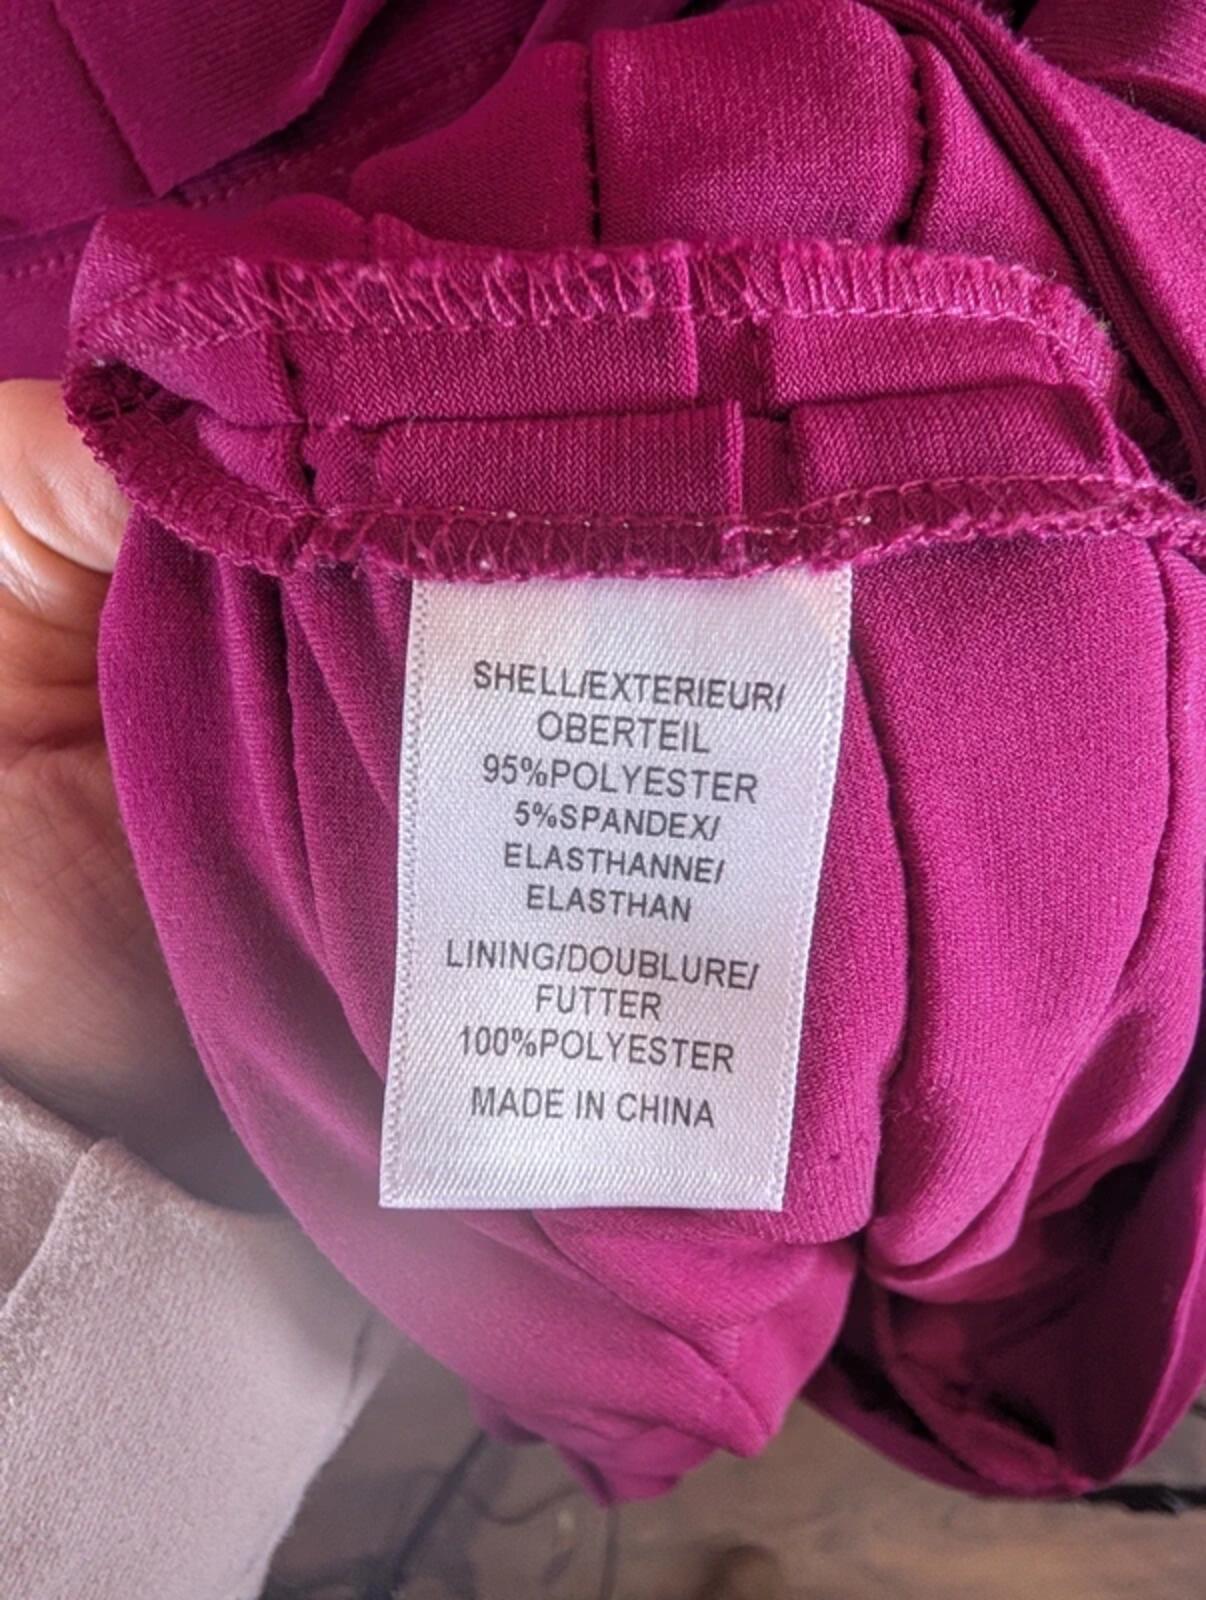 SHELL/EXTERIEUR/
OBERTEIL
95%POLYESTER
5%SPANDEX/
ELASTHANNE/
ELASTHAN
LINING/DOUBLURE/
FUTTER
100%POLYESTER
MADE IN CHINA